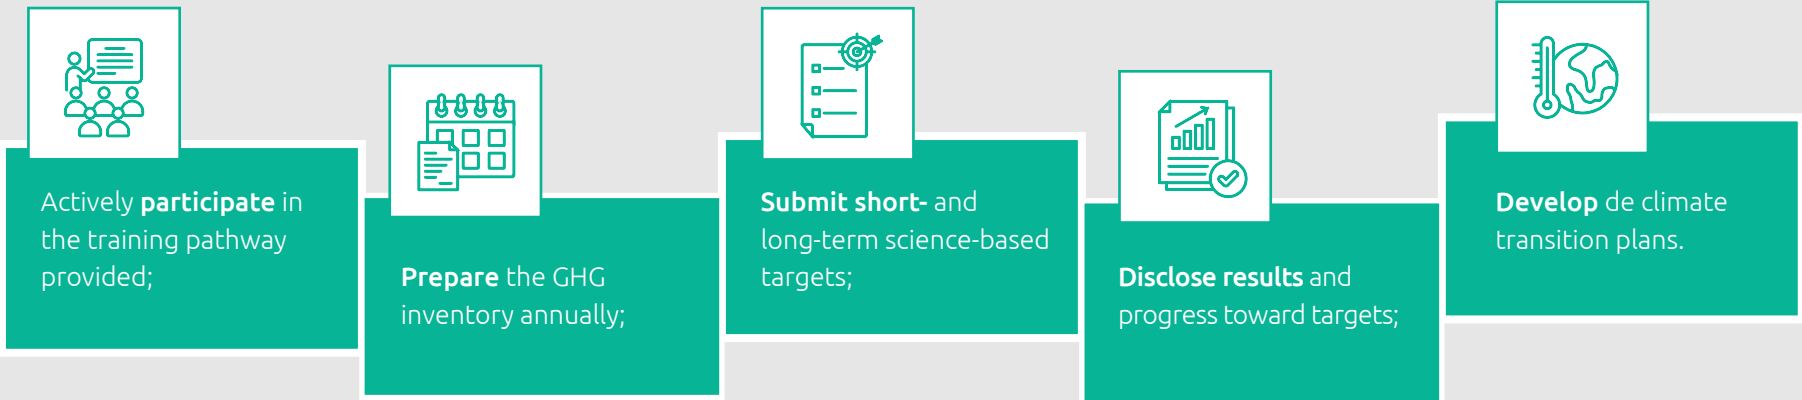 Actively participate in
the training pathway
provided;
Prepare the GHG
inventory annually;
Submit short- and
long-term science-based
targets;
Disclose results and
progress toward targets;
Develop de climate
transition plans.